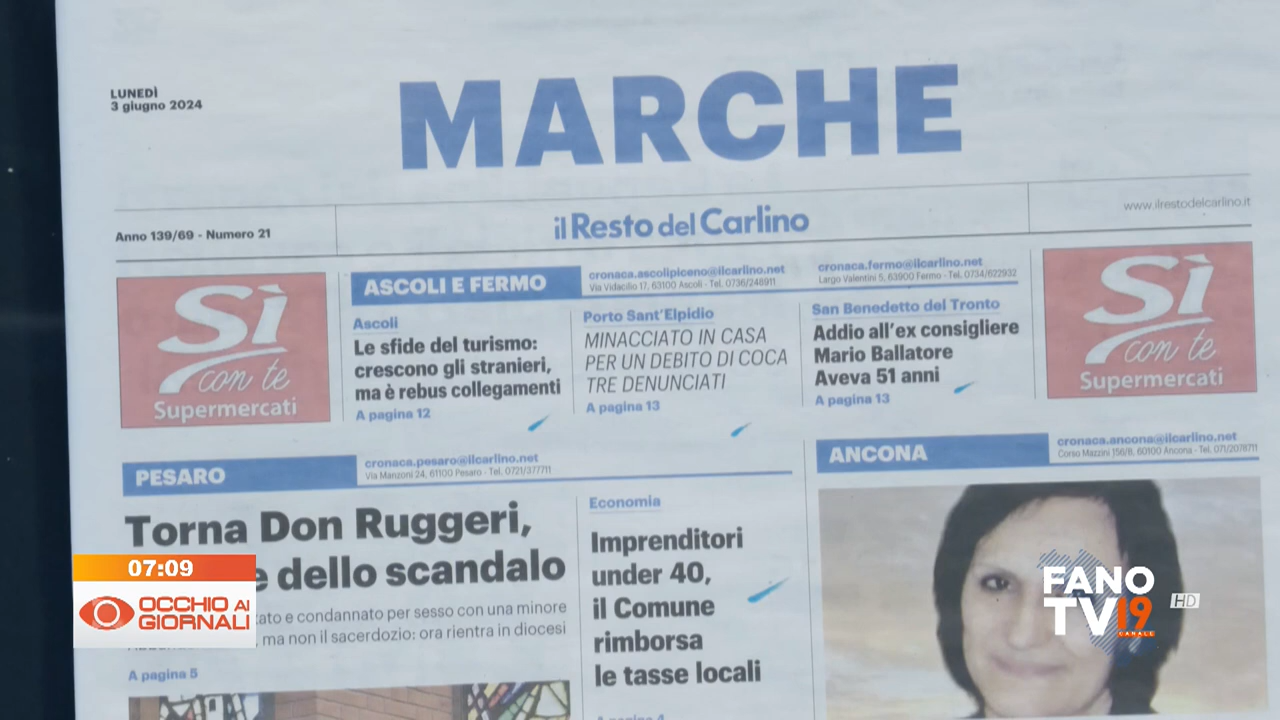 LUNEDÌ
3 giugno 2024
MARCHE
Anno 139/69 - Numero 21
il Resto del Carlino
www.ilrestodelcarlino.it
Sì
con te
Supermercati
ASCOLI E FERMO
cronaca.ascolipiceno@ilcarlino.net
Via Vidacilio 17, 63100 Ascoli - Tel. 0736/246911
cronaca.fermo@ilcarlino.net
Largo Valentini 5, 63900 Fermo - Tel. 0734/622932
Ascoli
Le sfide del turismo:
crescono gli stranieri,
ma è rebus collegamenti
A pagina 12
Porto Sant'Elpidio
MINACCIATO IN CASA
PER UN DEBITO DI COCA
TRE DENUNCIATI
A pagina 13
San Benedetto del Tronto
Addio all'ex consigliere
Mario Ballatore
Aveva 51 anni
A pagina 13
Sì
con te
Supermercati
PESARO
cronaca.pesaro@ilcarlino.net
Via Manzoni 24, 61100 Pesaro - Tel. 0721/377711
Torna Don Ruggeri,
dello scandalo
e condannato per sesso con una minore
ma non il sacerdozio: ora rientra in diocesi
A pagina 5
Economia
Imprenditori
under 40,
il Comune
rimborsa
le tasse locali
A pagina 4
ANCONA
cronaca.ancona@ilcarlino.net
Corso Mazzini 156/8, 60100 Ancona - Tel. 071/2076711
07:09
OCCHIO AI
GIORNALI
FANO
TV19
CANALE
HD